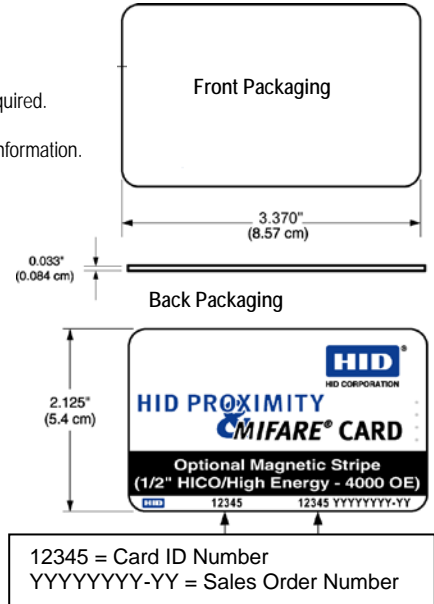 quired.
nformation.
Front Packaging
3.370"
(8.57 cm)
0.033"
(0.084 cm)
Back Packaging
2.125"
(5.4 cm)
HID®
HID CORPORATION
HID PROXIMITY
& MIFARE® CARD
Optional Magnetic Stripe
(1/2" HICO/High Energy - 4000 OE)
HID 12345 12345 YYYYYYYY-YY
12345 = Card ID Number
YYYYYYYY-YY = Sales Order Number